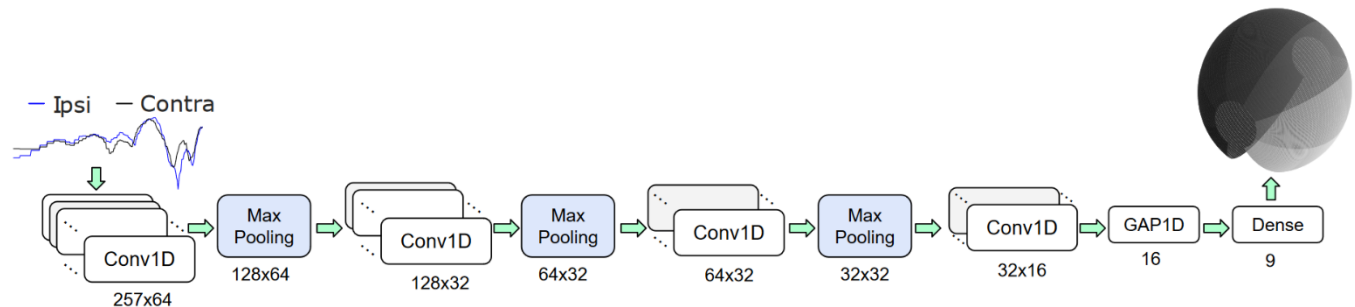 Ipsi
Contra
Conv1D
257x64
Max
Pooling
128x64
Conv1D
128x32
Max
Pooling
64x32
Conv1D
64x32
Max
Pooling
32x32
Conv1D
32x16
GAP1D
16
Dense
9